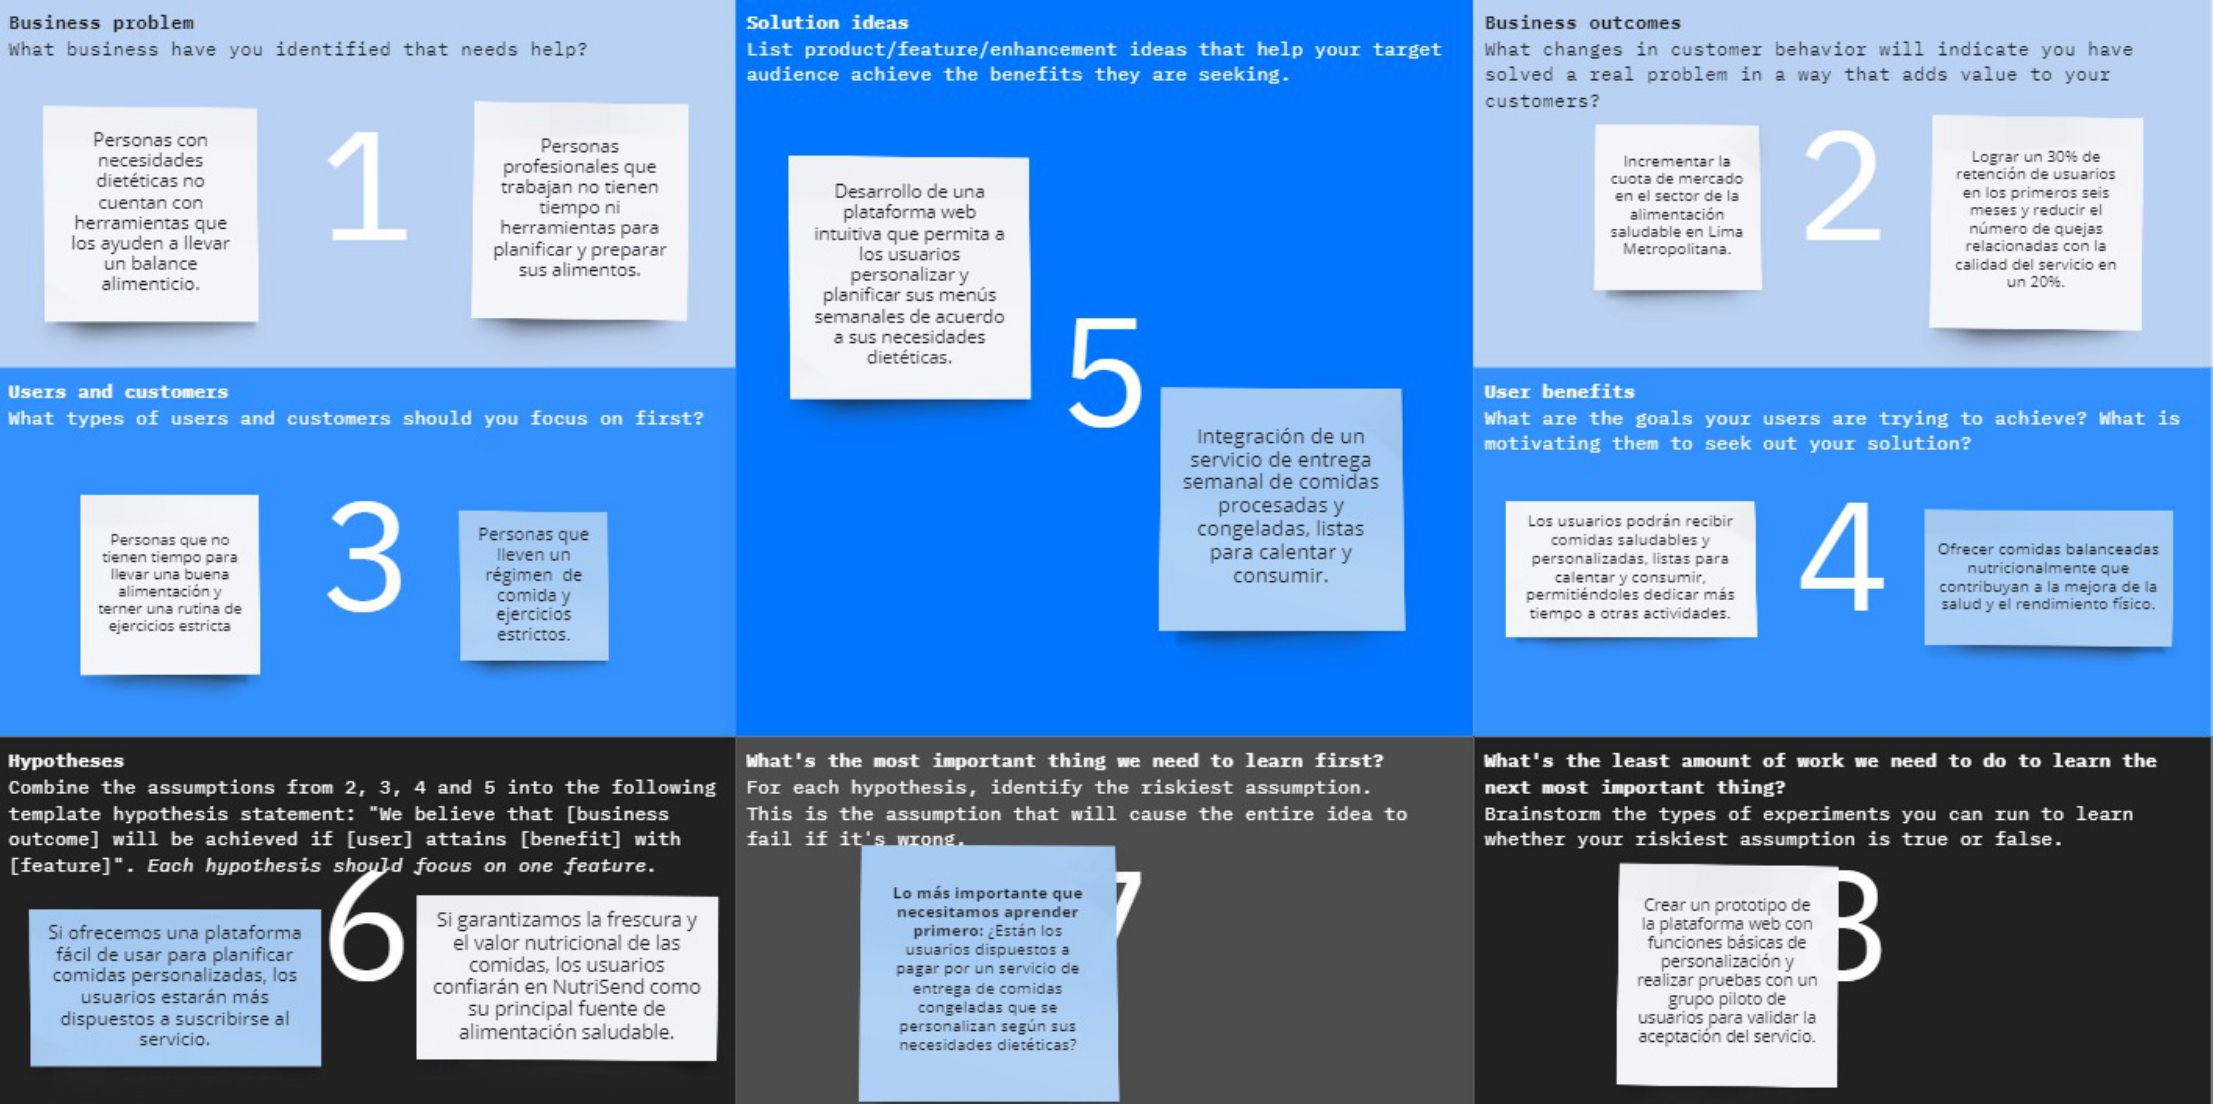 Business problem
What business have you identified that needs help?
Personas con
necesidades
dietéticas no
cuentan con
herramientas que
los ayuden a llevar
un balance
alimenticio.
1
Personas
profesionales que
trabajan no tienen
tiempo ni
herramientas para
planificar y preparar
sus alimentos.
Solution ideas
List product/feature/enhancement ideas that help your target
audience achieve the benefits they are seeking.
Desarrollo de una
plataforma web
intuitiva que permita a
los usuarios
personalizar y
planificar sus menús
semanales de acuerdo
a sus necesidades
dietéticas.
5
Integración de un
servicio de entrega
semanal de comidas
procesadas y
congeladas, listas
para calentar y
consumir.
Business outcomes
What changes in customer behavior will indicate you have
solved a real problem in a way that adds value to your
customers?
Incrementar la
cuota de mercado
en el sector de la
alimentación
saludable en Lima
Metropolitana.
2
Lograr un 30% de
retención de usuarios
en los primeros seis
meses y reducir el
número de quejas
relacionadas con la
calidad del servicio en
un 20%.
Users and customers
What types of users and customers should you focus on first?
Personas que no
tienen tiempo para
llevar una buena
alimentación y
terner una rutina de
ejercicios estricta
3
Personas que
lleven un
régimen de
comida y
ejercicios
estrictos.
User benefits
What are the goals your users are trying to achieve? What is
motivating them to seek out your solution?
Los usuarios podrán recibir
comidas saludables y
personalizadas, listas para
calentar y consumir,
permitiéndoles dedicar más
tiempo a otras actividades.
4
Ofrecer comidas balanceadas
nutricionalmente que
contribuyan a la mejora de la
salud y el rendimiento físico.
Hypotheses
Combine the assumptions from 2, 3, 4 and 5 into the following
template hypothesis statement: "We believe that [business
outcome] will be achieved if [user] attains [benefit] with
[feature]". Each hypothesis should focus on one feature.
Si ofrecemos una plataforma
fácil de usar para planificar
comidas personalizadas, los
usuarios estarán más
dispuestos a suscribirse al
servicio.
6
Si garantizamos la frescura y
el valor nutricional de las
comidas, los usuarios
confiarán en NutriSend como
su principal fuente de
alimentación saludable.
What's the most important thing we need to learn first?
For each hypothesis, identify the riskiest assumption.
This is the assumption that will cause the entire idea to
fail if it's wrong.
Lo más importante que
necesitamos aprender
primero: ¿Están los
usuarios dispuestos a
pagar por un servicio de
entrega de comidas
congeladas que se
personalizan según sus
necesidades dietéticas?
7
What's the least amount of work we need to do to learn the
next most important thing?
Brainstorm the types of experiments you can run to learn
whether your riskiest assumption is true or false.
Crear un prototipo de
la plataforma web con
funciones básicas de
personalización y
realizar pruebas con un
grupo piloto de
usuarios para validar la
aceptación del servicio.
8